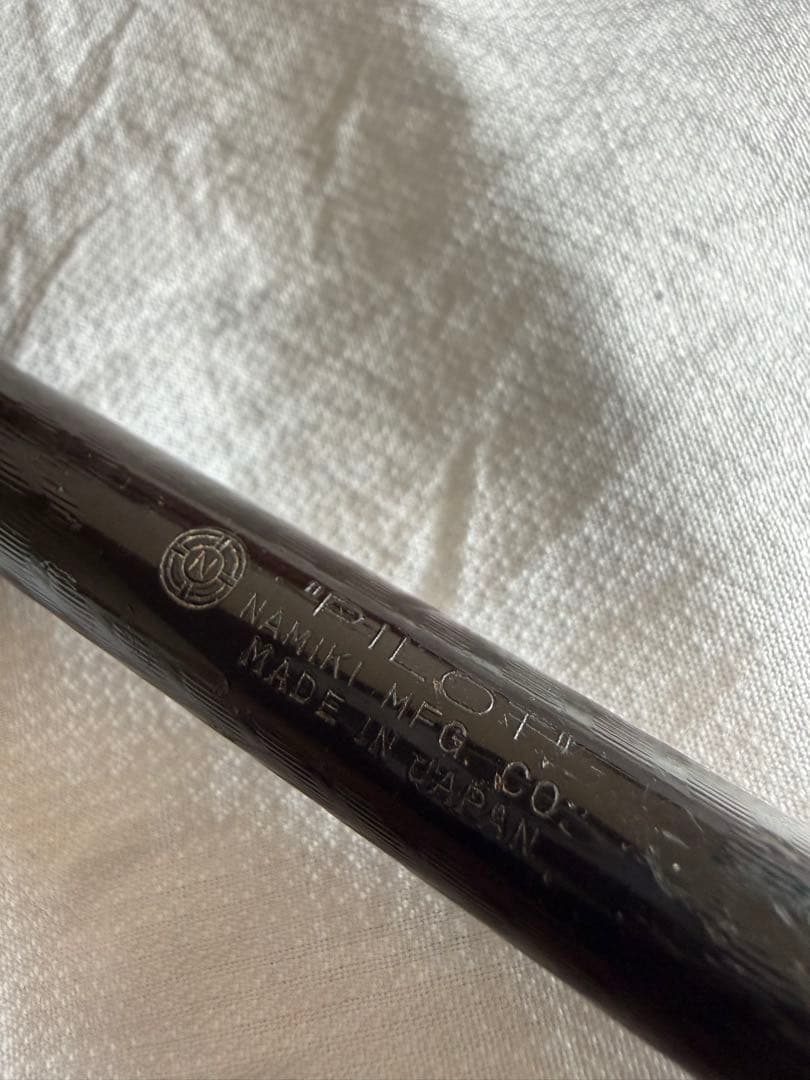 N
"PILOT"
NAMIKI MFG. CO.
MADE IN JAPAN